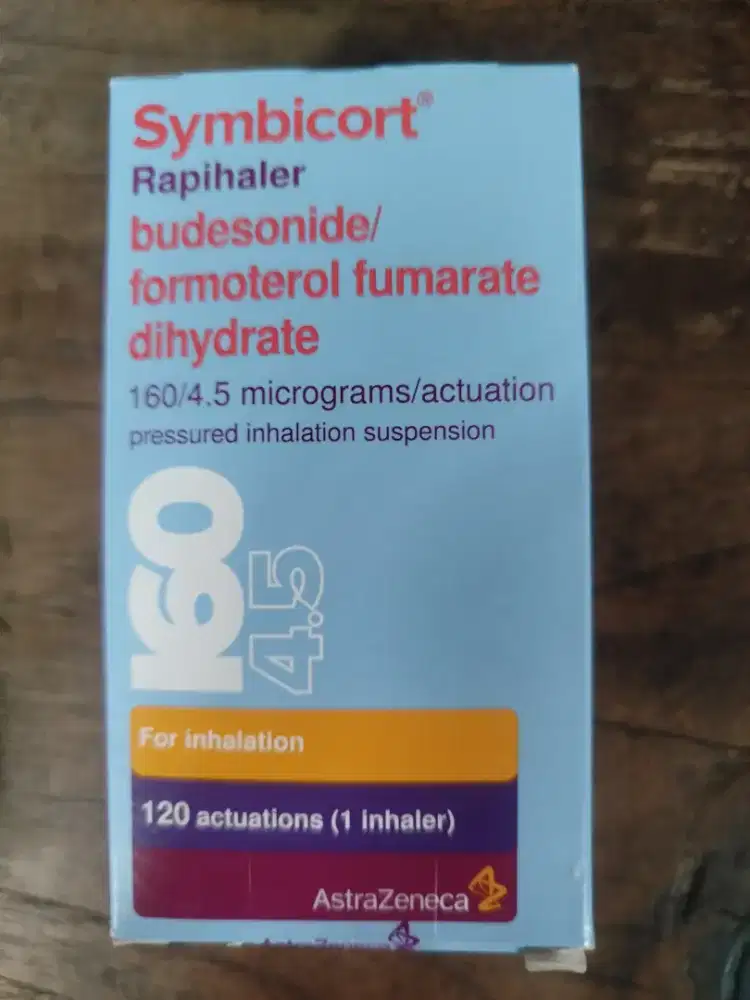 Symbicort®
Rapihaler
budesonide/
formoterol fumarate
dihydrate
160/4.5 micrograms/actuation
pressured inhalation suspension
160
4.5
For inhalation
120 actuations (1 inhaler)
AstraZeneca
AstraZeneca